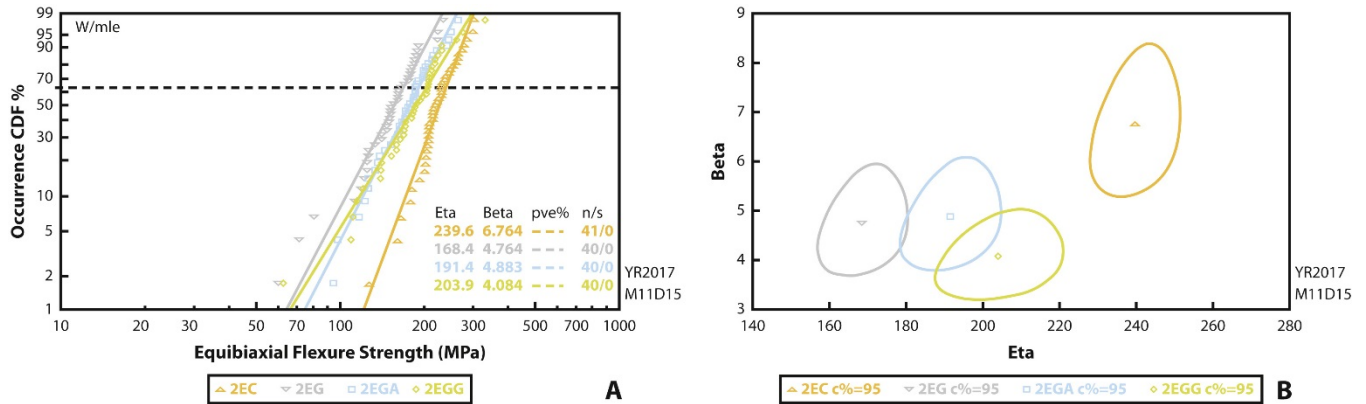 W/mle
Occurrence CDF %
99
95
90
70
50
30
10
5
2
1
Eta Beta pve% n/s
239.6 6.764 41/0
168.4 4.764 40/0
191.4 4.883 40/0
203.9 4.084 40/0
YR2017
M11D15
10 20 30 50 70 100 200 300 500 700 1000
Equibiaxial Flexure Strength (MPa)
2EC 2EG 2EGA 2EGG
A
Beta
9
8
7
6
5
4
3
YR2017
M11D15
140 160 180 200 220 240 260 280
Eta
2EC c%=95 2EG c%=95 2EGA c%=95 2EGG c%=95
B